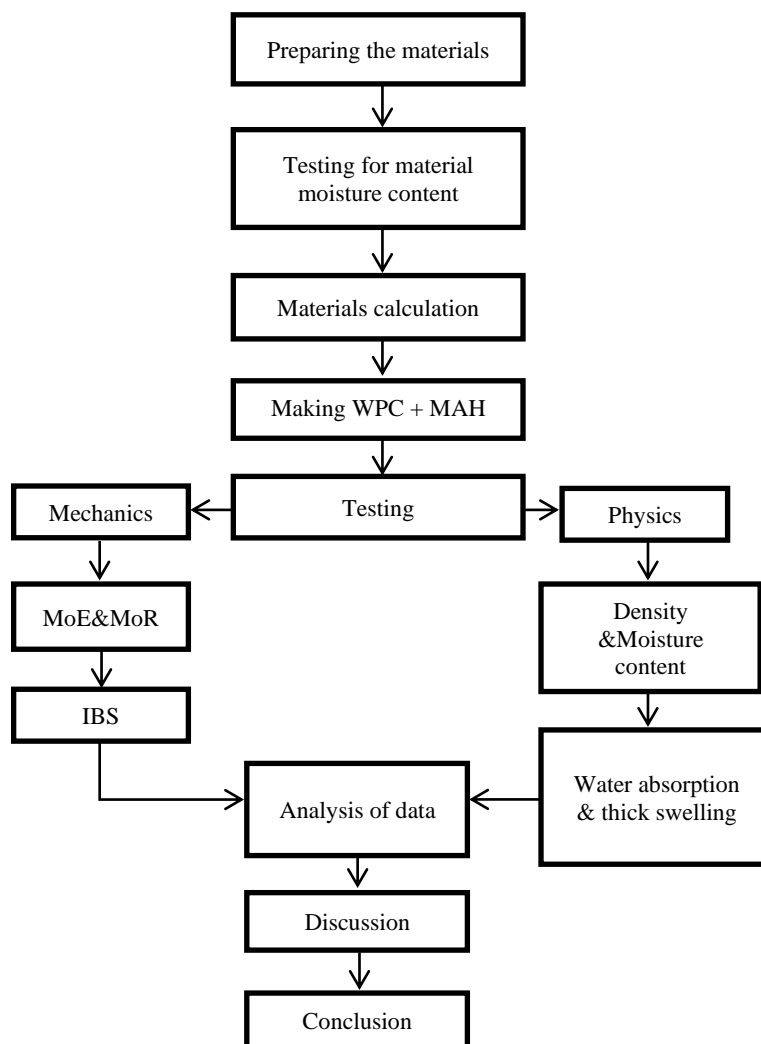 Preparing the materials
Testing for material
moisture content
Materials calculation
Making WPC + MAH
Testing
Mechanics
Physics
MoE&MoR
Density
&Moisture
content
IBS
Water absorption
& thick swelling
Analysis of data
Discussion
Conclusion